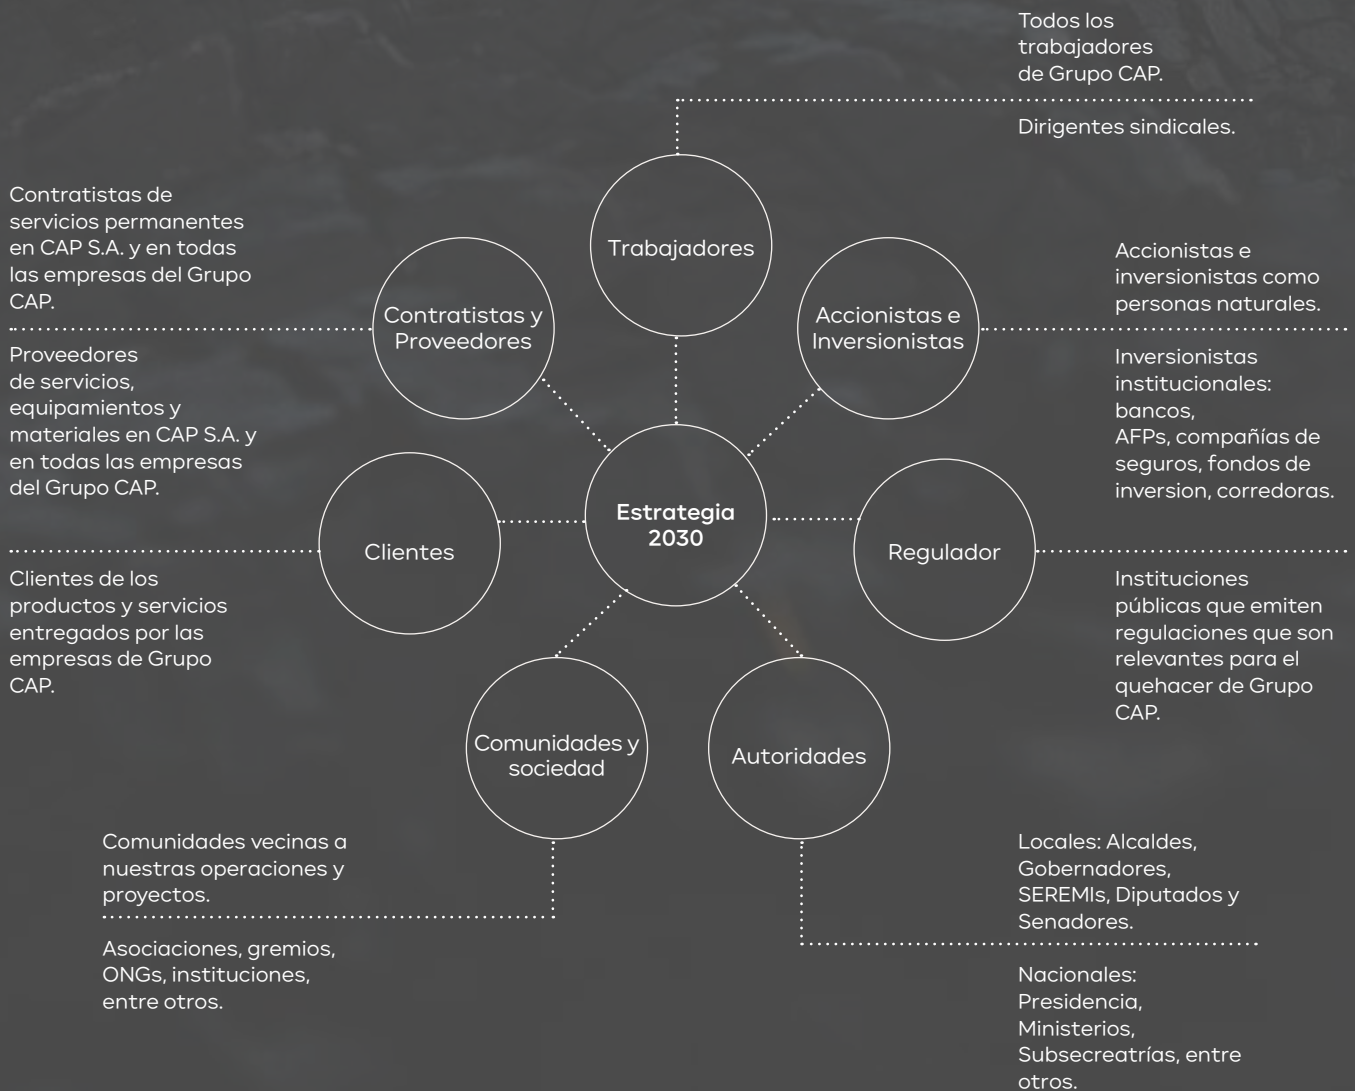 Todos los
trabajadores
de Grupo CAP.
Dirigentes sindicales.
Trabajadores
Contratistas de
servicios permanentes
en CAP S.A. y en todas
las empresas del Grupo
CAP.
Proveedores
de servicios,
equipamientos y
materiales en CAP S.A. y
en todas las empresas
del Grupo CAP.
Contratistas y
Proveedores
Accionistas e
Inversionistas
Accionistas e
inversionistas como
personas naturales.
Inversionistas
institucionales:
bancos,
AFPs, compañías de
seguros, fondos de
inversion, corredoras.
Estrategia
2030
Clientes
Clientes de los
productos y servicios
entregados por las
empresas de Grupo
CAP.
Regulador
Instituciones
públicas que emiten
regulaciones que son
relevantes para el
quehacer de Grupo
CAP.
Comunidades y
sociedad
Comunidades vecinas a
nuestras operaciones y
proyectos.
Asociaciones, gremios,
ONGs, instituciones,
entre otros.
Autoridades
Locales: Alcaldes,
Gobernadores,
SEREMIs, Diputados y
Senadores.
Nacionales:
Presidencia,
Ministerios,
Subsecreatrías, entre
otros.